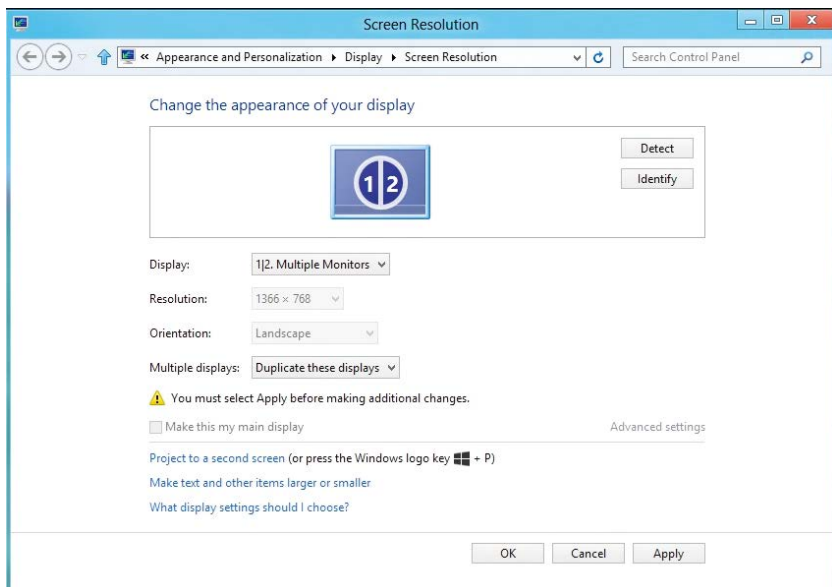 Screen Resolution
« Appearance and Personalization ▸ Display ▸ Screen Resolution
Search Control Panel
Change the appearance of your display
1|2
Detect
Identify
Display: 1|2. Multiple Monitors
Resolution: 1366 × 768
Orientation: Landscape
Multiple displays: Duplicate these displays
You must select Apply before making additional changes.
Make this my main display
Advanced settings
Project to a second screen (or press the Windows logo key + P)
Make text and other items larger or smaller
What display settings should I choose?
OK
Cancel
Apply